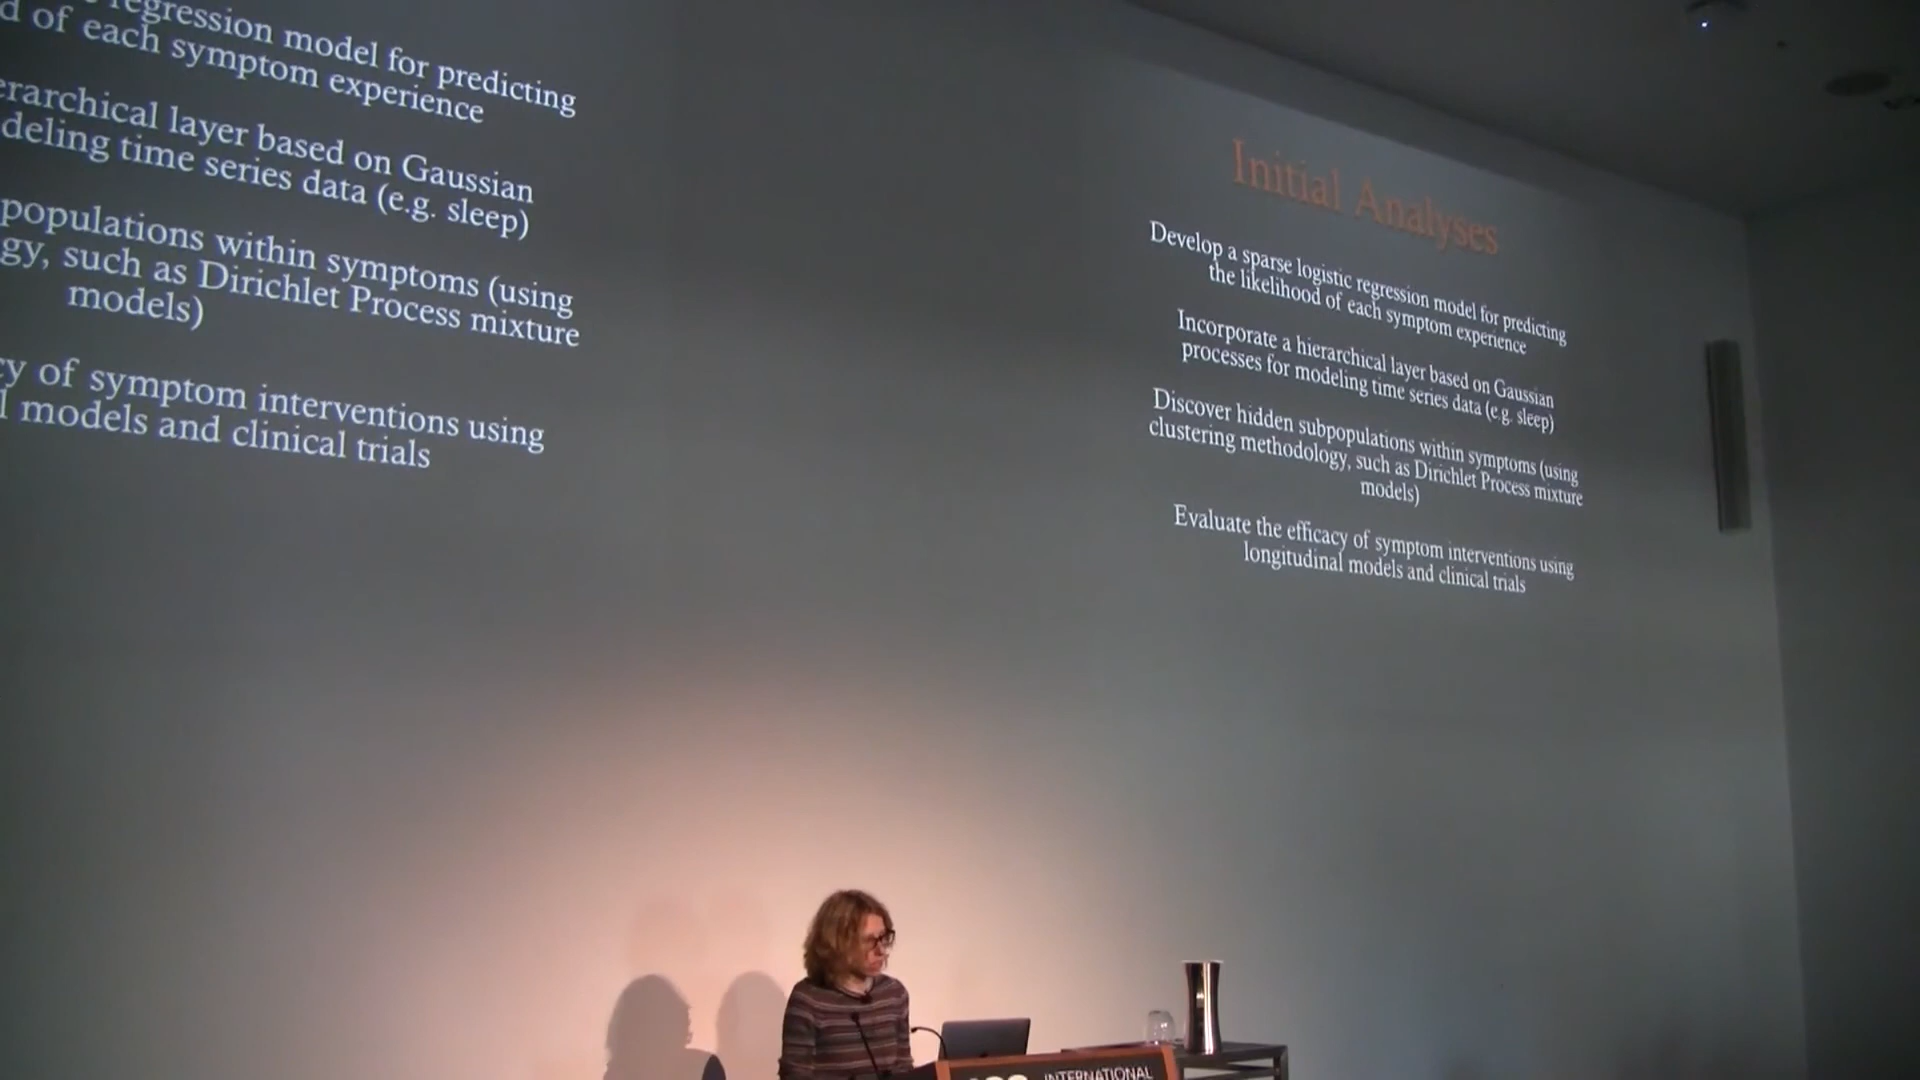 regression model for predicting
of each symptom experience
layer based on Gaussian
time series data (e.g. sleep)
populations within symptoms (using
such as Dirichlet Process mixture
models)
of symptom interventions using
models and clinical trials
Initial Analyses
Develop a sparse logistic regression model for predicting
the likelihood of each symptom experience
Incorporate a hierarchical layer based on Gaussian
processes for modeling time series data (e.g. sleep)
Discover hidden subpopulations within symptoms (using
clustering methodology, such as Dirichlet Process mixture
models)
Evaluate the efficacy of symptom interventions using
longitudinal models and clinical trials
INTERNATIONAL